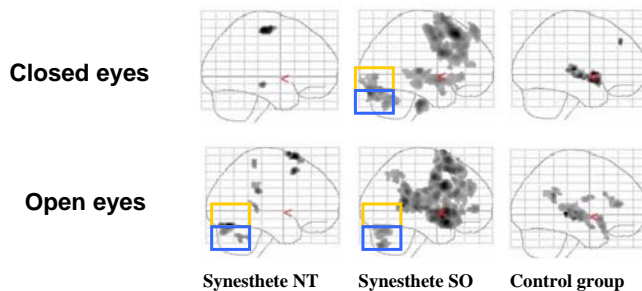 Closed eyes
Open eyes
Synesthete NT Synesthete SO Control group